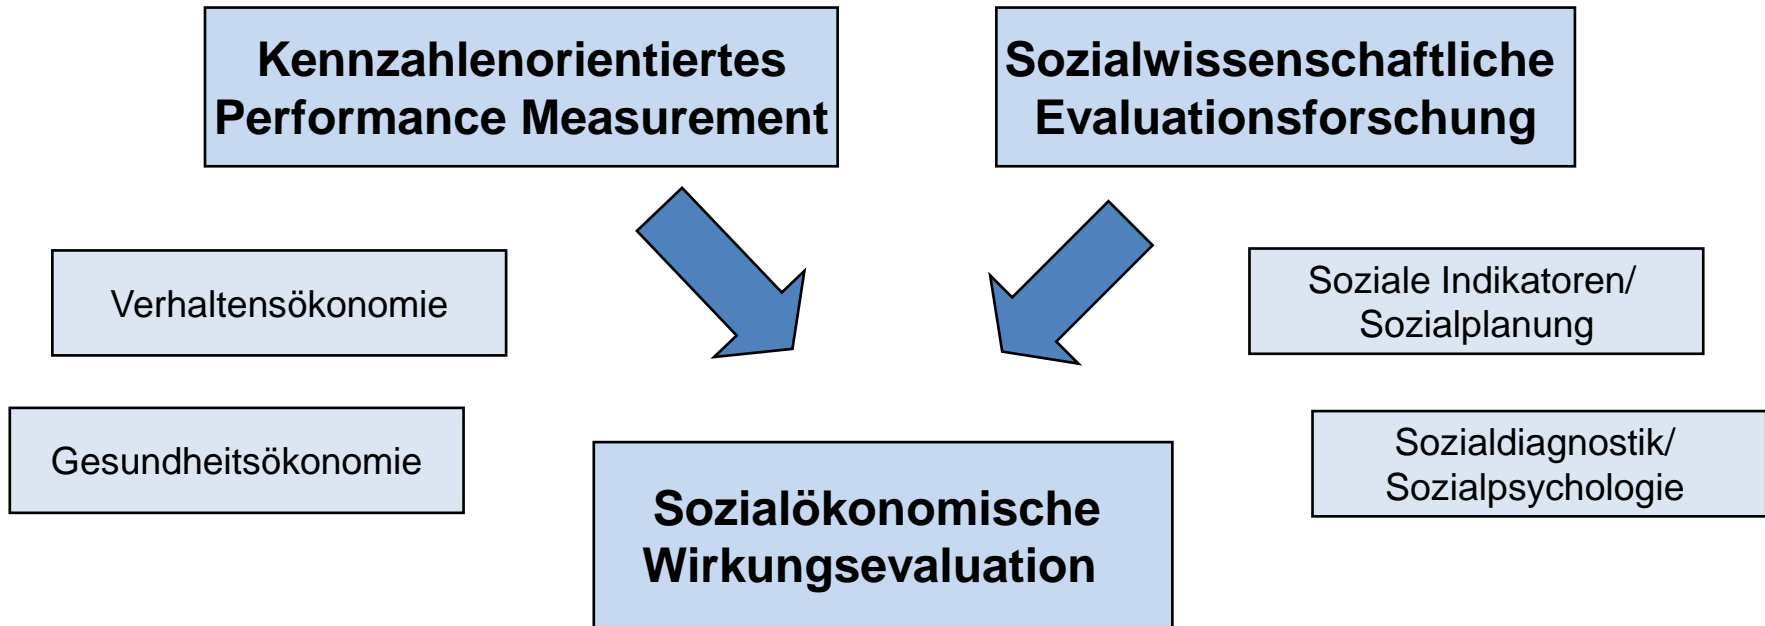 Kennzahlenorientiertes
Performance Measurement
Sozialwissenschaftliche
Evaluationsforschung
Verhaltensökonomie
Soziale Indikatoren/
Sozialplanung
Gesundheitsökonomie
Sozialdiagnostik/
Sozialpsychologie
Sozialökonomische
Wirkungsevaluation